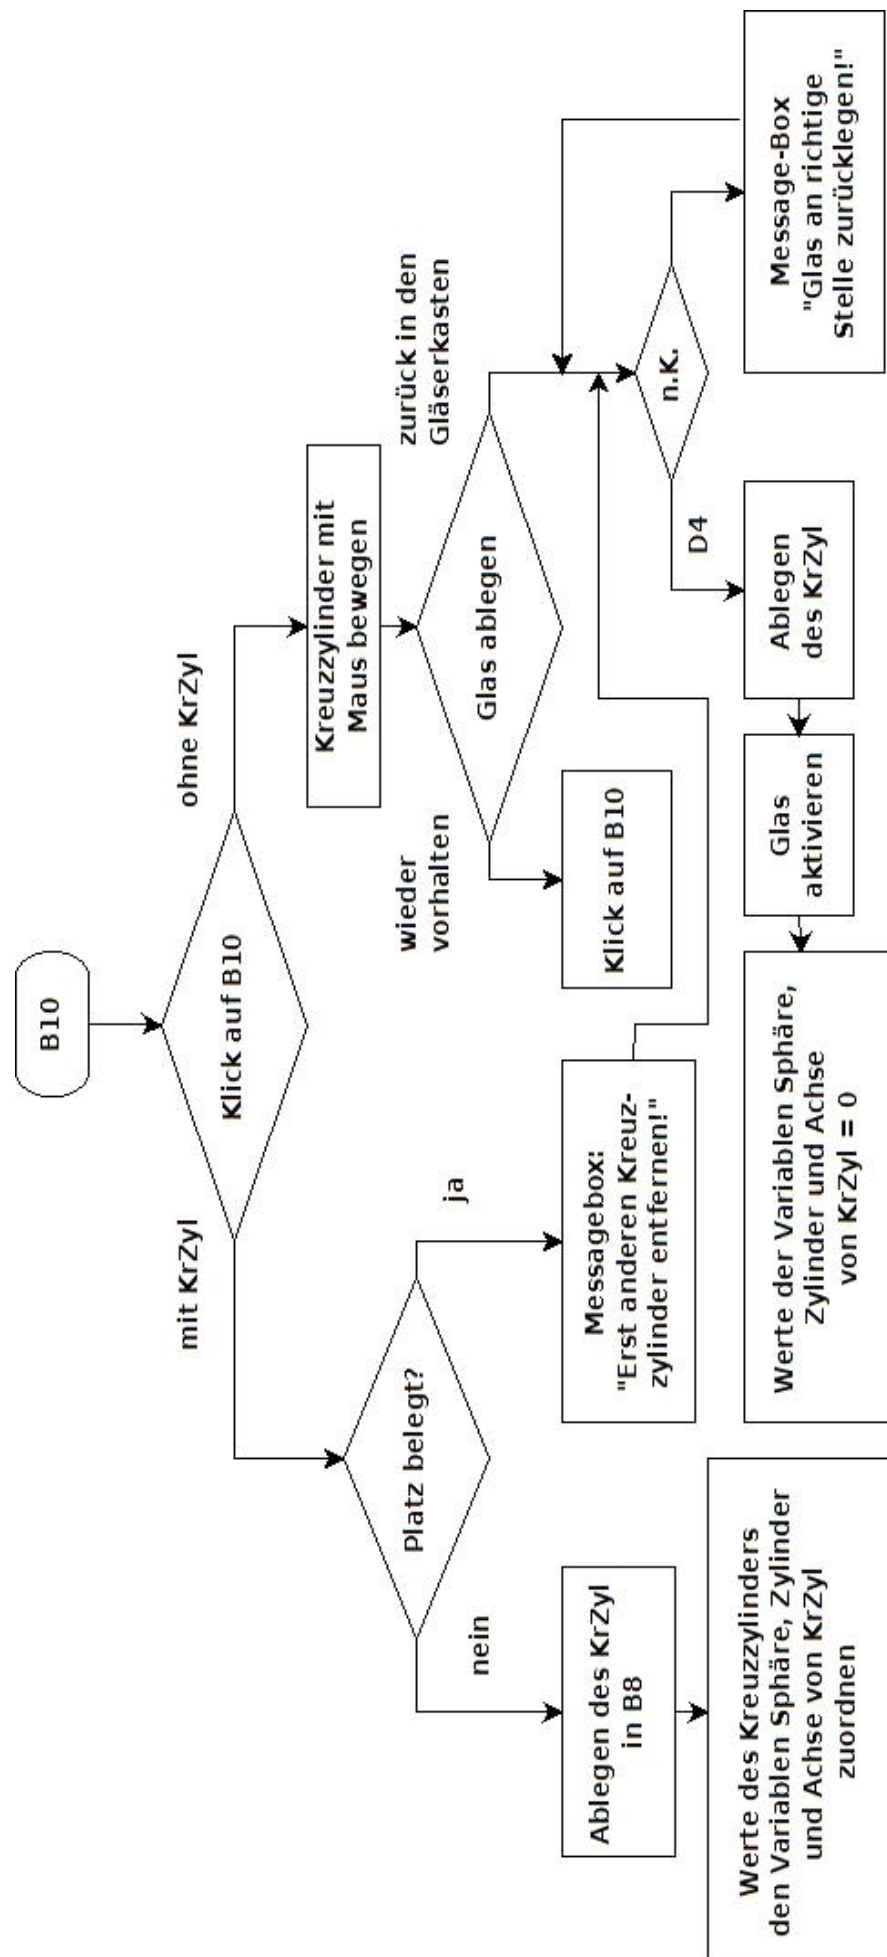 B10
Klick auf B10
mit KrZyl
ohne KrZyl
Platz belegt?
nein
ja
Ablegen des KrZyl
in B8
Werte des Kreuzzylinders
den Variablen Sphäre, Zylinder
und Achse von KrZyl
zuordnen
Messagebox:
"Erst anderen Kreuz-
zylinder entfernen!"
Kreuzzylinder mit
Maus bewegen
Glas ablegen
wieder
vorhalten
zurück in den
Gläserkasten
Klick auf B10
n.K.
D4
Message-Box
"Glas an richtige
Stelle zurücklegen!"
Ablegen
des KrZyl
Glas
aktivieren
Werte der Variablen Sphäre,
Zylinder und Achse
von KrZyl = 0